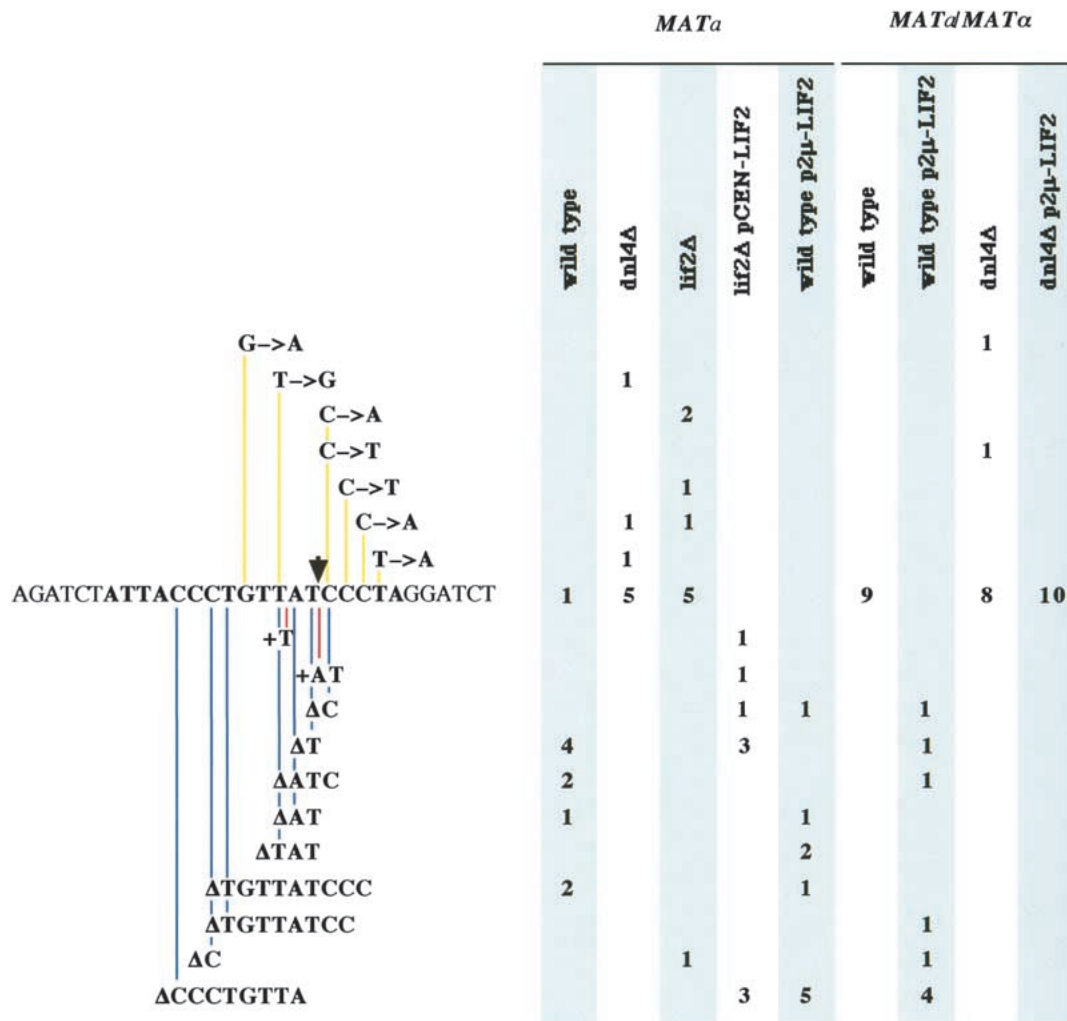 MATa MATa/MATα
wild type dnl4Δ lif2Δ lif2Δ pCEN-LIF2 wild type p2μ-LIF2 wild type wild type p2μ-LIF2 dnl4Δ dnl4Δ p2μ-LIF2
G–>A 1
T–>G 1
C–>A 2
C–>T 1
C–>T 1
C–>A 1 1
T–>A 1
AGATCTATTACCCTGTTATCCCTAGGATCT 1 5 5 9 8 10
+T 1
+AT 1
ΔC 1 1 1
ΔT 4 3 1
ΔATC 2 1
ΔAT 1 1
ΔTAT 2
ΔTGTTATCCC 2 1
ΔTGTTATCC 1
ΔC 1 1
ΔCCCTGTTA 3 5 4